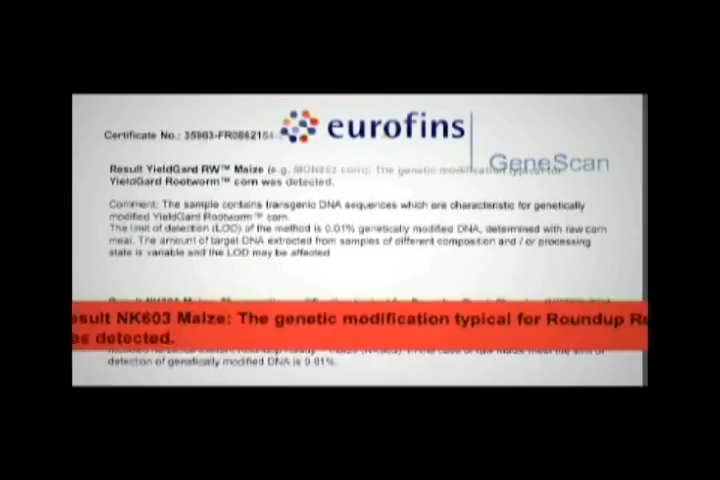 eurofins
GeneScan
Certificate No.: 35963-FR0862154-
Result YieldGard RW™ Maize (e.g. MON863 corn): The genetic modification typical for
YieldGard Rootworm™ corn was detected.
Comment: The sample contains transgenic DNA sequences which are characteristic for genetically
modified YieldGard Rootworm™ corn.
The limit of detection (LOD) of the method is 0.01% genetically modified DNA, determined with raw corn
meal. The amount of target DNA extracted from samples of different composition and / or processing
state is variable and the LOD may be affected
esult NK603 Maize: The genetic modification typical for Roundup Re
as detected.
detection of genetically modified DNA is 0.01%.